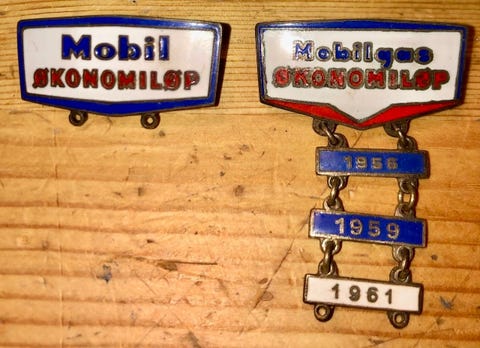 Mobil
ØKONOMILØP
Mobilgas
ØKONOMILØP
1956
1959
1961